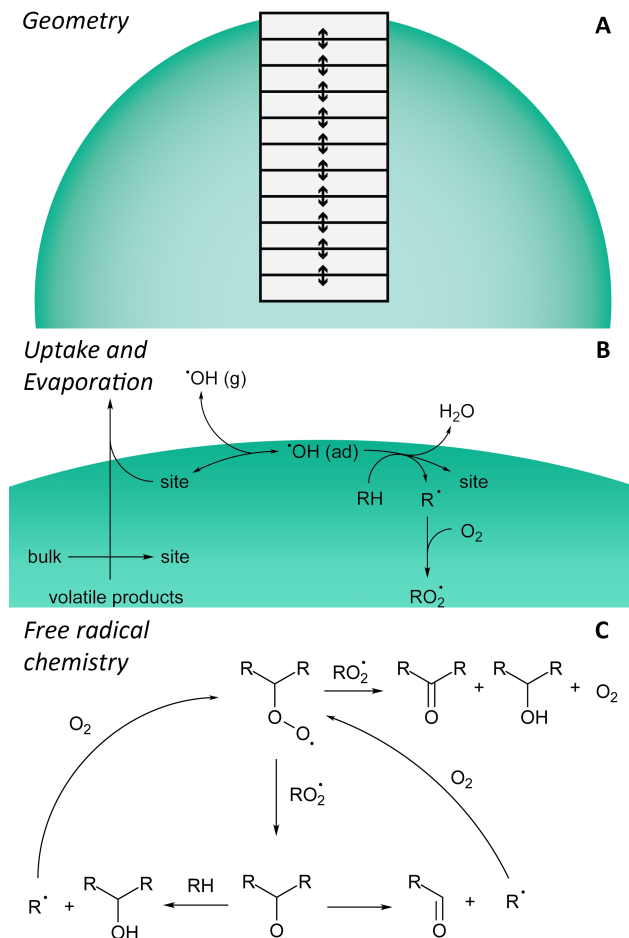 Geometry
A
Uptake and
Evaporation
B
•OH (g)
H2O
•OH (ad)
site
RH
R•
site
O2
bulk
site
volatile products
RO2•
Free radical
chemistry
C
R R RO2• R R R R
O2
+ + O2
O O OH
O•
O2
RO2•
R R RH R R R
R• + + R•
OH O O